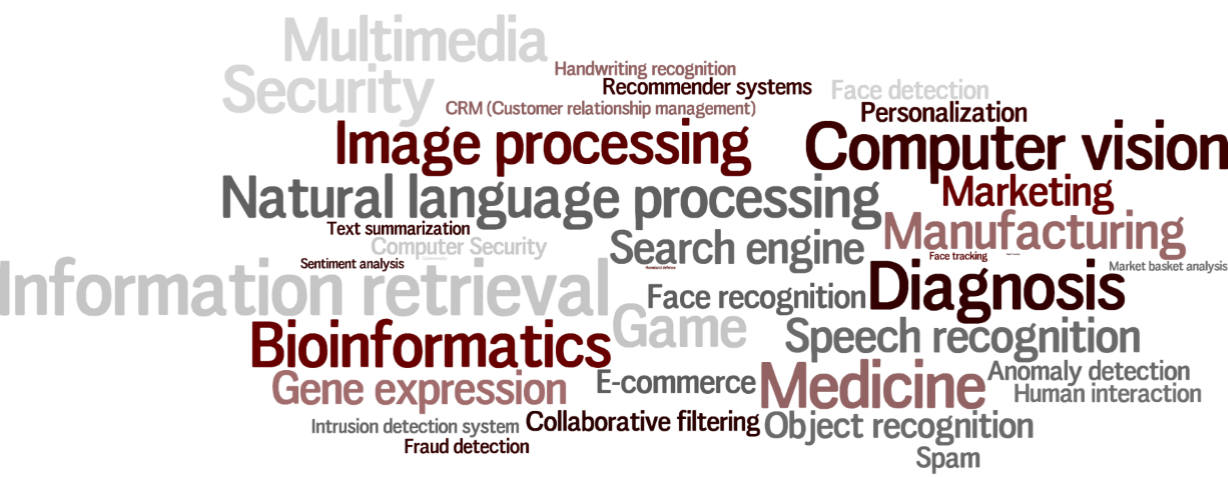 Multimedia
Handwriting recognition
Security
Recommender systems
Face detection
CRM (Customer relationship management)
Personalization
Image processing
Computer vision
Natural language processing
Marketing
Text summarization
Manufacturing
Computer Security
Search engine
Face tracking
Sentiment analysis
Market basket analysis
Information retrieval
Face recognition
Diagnosis
Game
Speech recognition
Bioinformatics
Anomaly detection
Gene expression
E-commerce
Medicine
Human interaction
Intrusion detection system
Collaborative filtering
Object recognition
Fraud detection
Spam